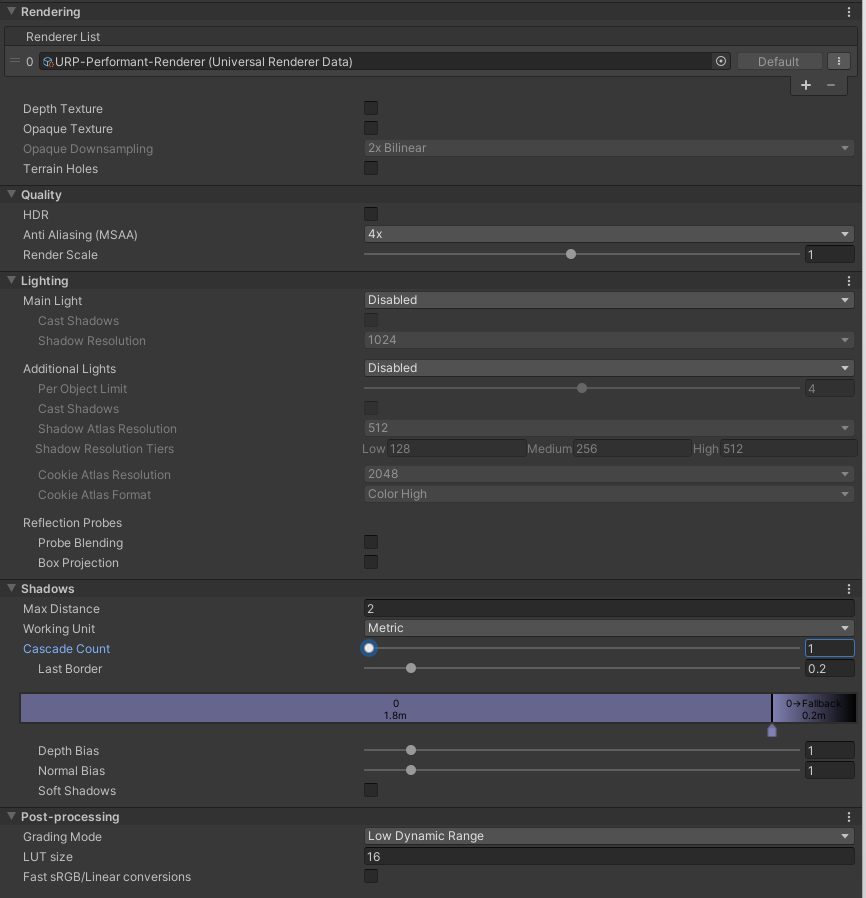 Rendering
Renderer List
0 URP-Performant-Renderer (Universal Renderer Data) Default
Depth Texture
Opaque Texture
Opaque Downsampling 2x Bilinear
Terrain Holes
Quality
HDR
Anti Aliasing (MSAA) 4x
Render Scale 1
Lighting
Main Light Disabled
Cast Shadows
Shadow Resolution 1024
Additional Lights Disabled
Per Object Limit 4
Cast Shadows
Shadow Atlas Resolution 512
Shadow Resolution Tiers Low 128 Medium 256 High 512
Cookie Atlas Resolution 2048
Cookie Atlas Format Color High
Reflection Probes
Probe Blending
Box Projection
Shadows
Max Distance 2
Working Unit Metric
Cascade Count 1
Last Border 0.2
0 0→Fallback
1.8m 0.2m
Depth Bias 1
Normal Bias 1
Soft Shadows
Post-processing
Grading Mode Low Dynamic Range
LUT size 16
Fast sRGB/Linear conversions